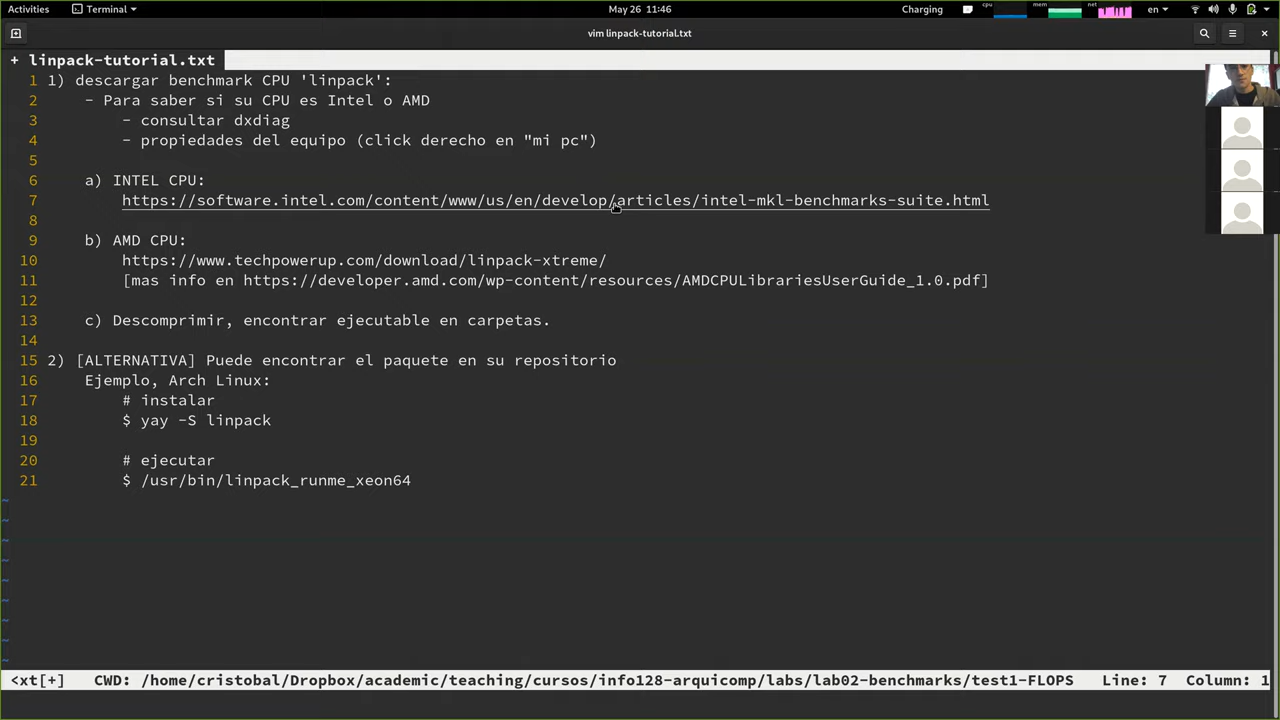 Activities Terminal May 26 11:46 Charging cpu mem net en
vim linpack-tutorial.txt
+ linpack-tutorial.txt
1 1) descargar benchmark CPU 'linpack':
2 - Para saber si su CPU es Intel o AMD
3 - consultar dxdiag
4 - propiedades del equipo (click derecho en "mi pc")
5
6 a) INTEL CPU:
7 https://software.intel.com/content/www/us/en/develop/articles/intel-mkl-benchmarks-suite.html
8
9 b) AMD CPU:
10 https://www.techpowerup.com/download/linpack-xtreme/
11 [mas info en https://developer.amd.com/wp-content/resources/AMDCPULibrariesUserGuide_1.0.pdf]
12
13 c) Descomprimir, encontrar ejecutable en carpetas.
14
15 2) [ALTERNATIVA] Puede encontrar el paquete en su repositorio
16 Ejemplo, Arch Linux:
17 # instalar
18 $ yay -S linpack
19
20 # ejecutar
21 $ /usr/bin/linpack_runme_xeon64
~
~
~
~
~
~
~
~
~
<xt[+] CWD: /home/cristobal/Dropbox/academic/teaching/cursos/info128-arquicomp/labs/lab02-benchmarks/test1-FLOPS Line: 7 Column: 1